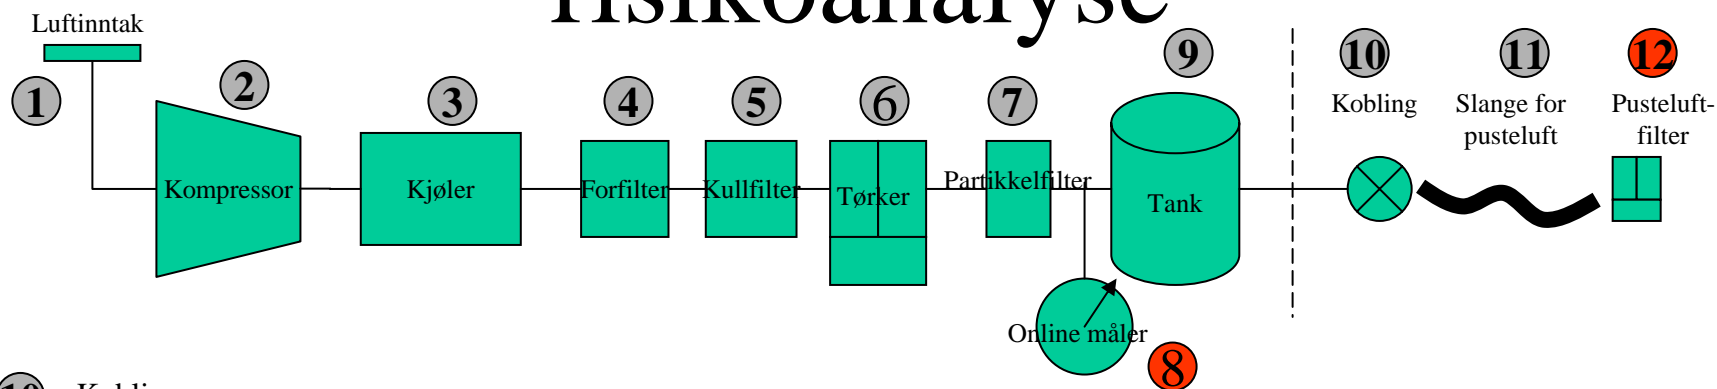 risikoanalyse
Luftinntak
1
2
3
4
5
6
7
9
10
11
12
Kobling
Slange for
pusteluft
Pusteluft-
filter
Kompressor
Kjøler
Forfilter
Kullfilter
Tørker
Partikkelfilter
Tank
Online måler
8